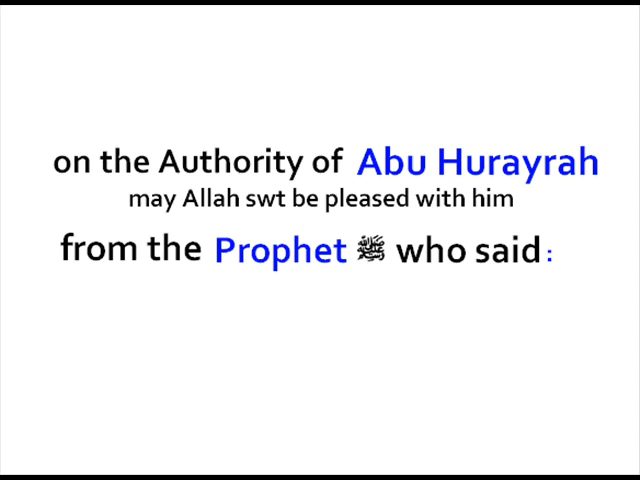 on the Authority of Abu Hurayrah
may Allah swt be pleased with him
from the Prophet ﷺ who said :